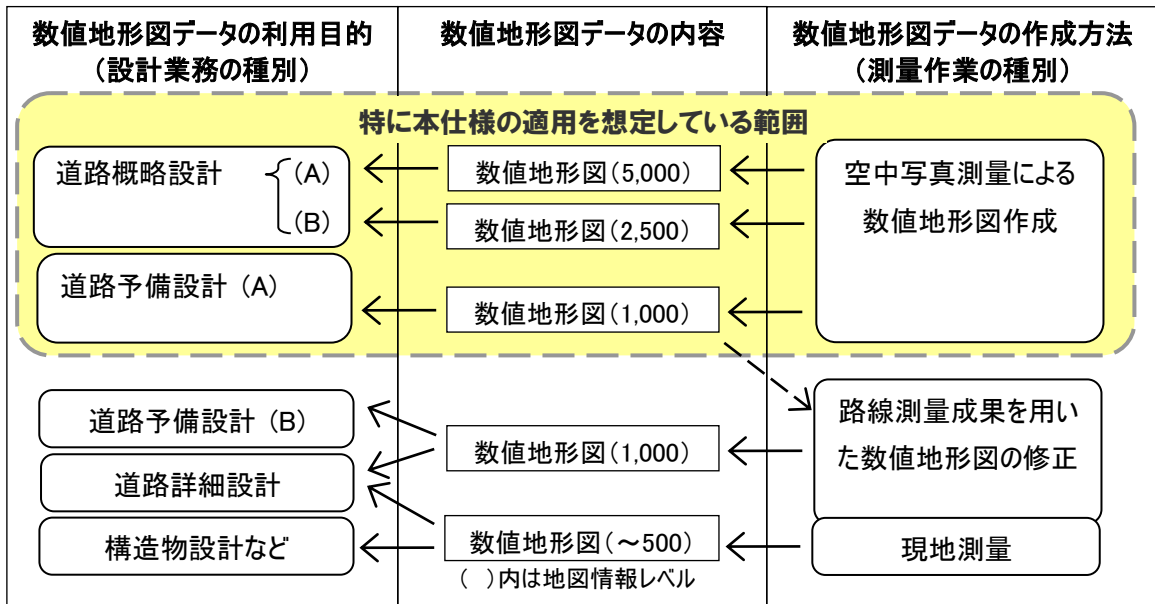 数値地形図データの利用目的
（設計業務の種別）
数値地形図データの内容
数値地形図データの作成方法
（測量作業の種別）
特に本仕様の適用を想定している範囲
道路概略設計
(A)
(B)
数値地形図（5,000）
空中写真測量による
数値地形図作成
数値地形図（2,500）
道路予備設計 (A)
数値地形図（1,000）
道路予備設計 (B)
数値地形図（1,000）
路線測量成果を用い
た数値地形図の修正
道路詳細設計
構造物設計など
数値地形図（～500）
現地測量
（ ）内は地図情報レベル